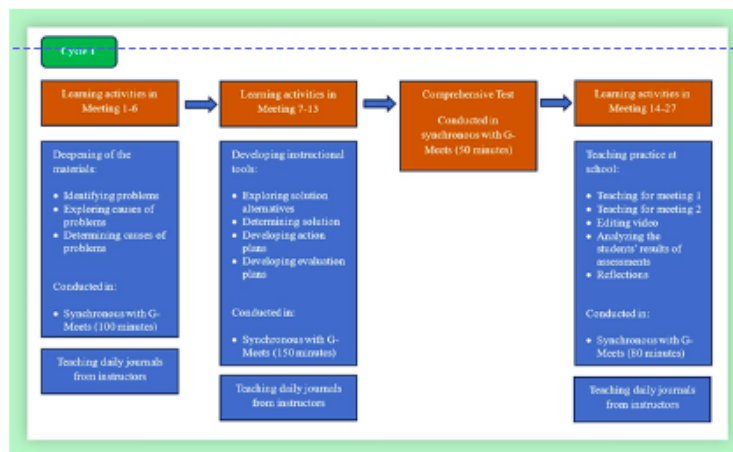 Cycle 1
Learning activities in
Meeting 1-6
Learning activities in
Meeting 7-13
Comprehensive Test
Conducted in
synchronous with G-
Meets (50 minutes)
Learning activities in
Meeting 14-27
Deepening of the
materials:
• Identifying problems
• Exploring causes of
problems
• Determining causes of
problems
Conducted in:
• Synchronous with G-
Meets (100 minutes)
Teaching daily journals
from instructors
Developing instructional
tools:
• Exploring solution
alternatives
• Determining solution
• Developing action
plans
• Developing evaluation
plans
Conducted in:
• Synchronous with G-
Meets (150 minutes)
Teaching daily journals
from instructors
Teaching practice at
school:
• Teaching for meeting 1
• Teaching for meeting 2
• Editing video
• Analyzing the
students' results of
assessments
• Reflections
Conducted in:
• Synchronous with G-
Meets (80 minutes)
Teaching daily journals
from instructors